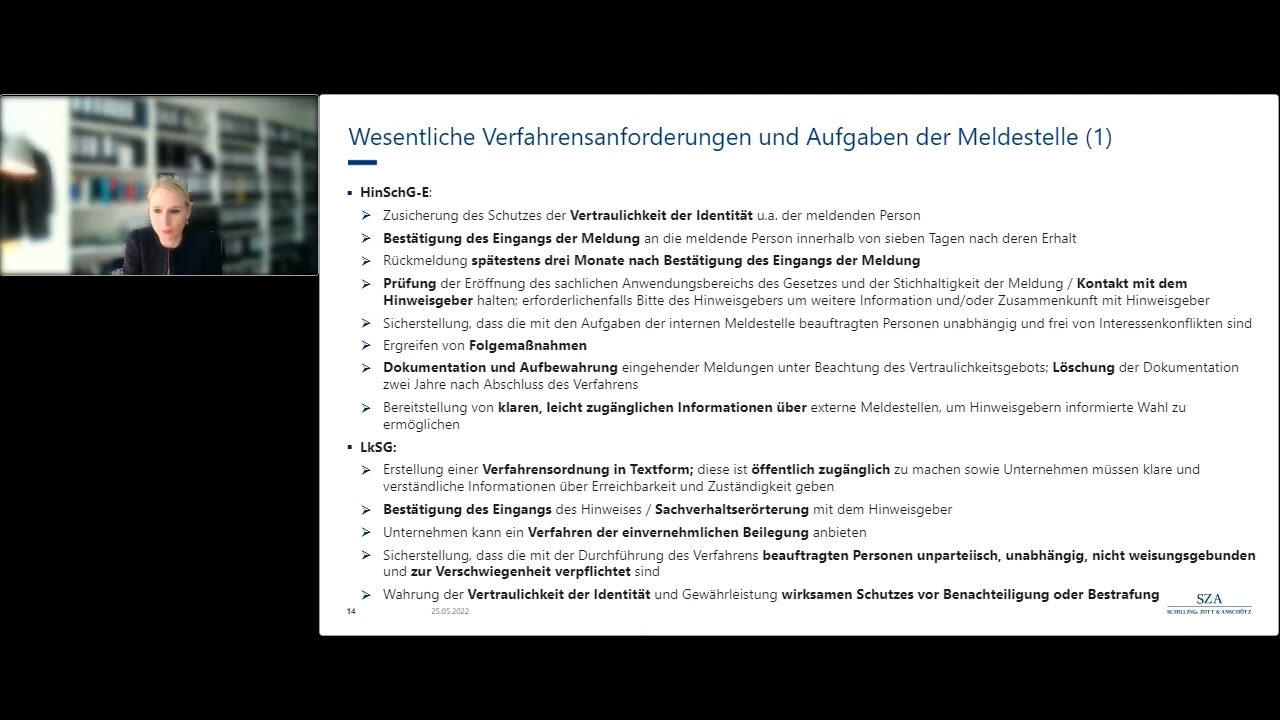 Wesentliche Verfahrensanforderungen und Aufgaben der Meldestelle (1)
HinSchG-E:
Zusicherung des Schutzes der Vertraulichkeit der Identität u.a. der meldenden Person
Bestätigung des Eingangs der Meldung an die meldende Person innerhalb von sieben Tagen nach deren Erhalt
Rückmeldung spätestens drei Monate nach Bestätigung des Eingangs der Meldung
Prüfung der Eröffnung des sachlichen Anwendungsbereichs des Gesetzes und der Stichhaltigkeit der Meldung / Kontakt mit dem
Hinweisgeber halten; erforderlichenfalls Bitte des Hinweisgebers um weitere Information und/oder Zusammenkunft mit Hinweisgeber
Sicherstellung, dass die mit den Aufgaben der internen Meldestelle beauftragten Personen unabhängig und frei von Interessenkonflikten sind
Ergreifen von Folgemaßnahmen
Dokumentation und Aufbewahrung eingehender Meldungen unter Beachtung des Vertraulichkeitsgebots; Löschung der Dokumentation
zwei Jahre nach Abschluss des Verfahrens
Bereitstellung von klaren, leicht zugänglichen Informationen über externe Meldestellen, um Hinweisgebern informierte Wahl zu
ermöglichen
LkSG:
Erstellung einer Verfahrensordnung in Textform; diese ist öffentlich zugänglich zu machen sowie Unternehmen müssen klare und
verständliche Informationen über Erreichbarkeit und Zuständigkeit geben
Bestätigung des Eingangs des Hinweises / Sachverhaltserörterung mit dem Hinweisgeber
Unternehmen kann ein Verfahren der einvernehmlichen Beilegung anbieten
Sicherstellung, dass die mit der Durchführung des Verfahrens beauftragten Personen unparteiisch, unabhängig, nicht weisungsgebunden
und zur Verschwiegenheit verpflichtet sind
Wahrung der Vertraulichkeit der Identität und Gewährleistung wirksamen Schutzes vor Benachteiligung oder Bestrafung
14
25.05.2022
SZA
SCHILLING, ZUTT & ANSCHÜTZ